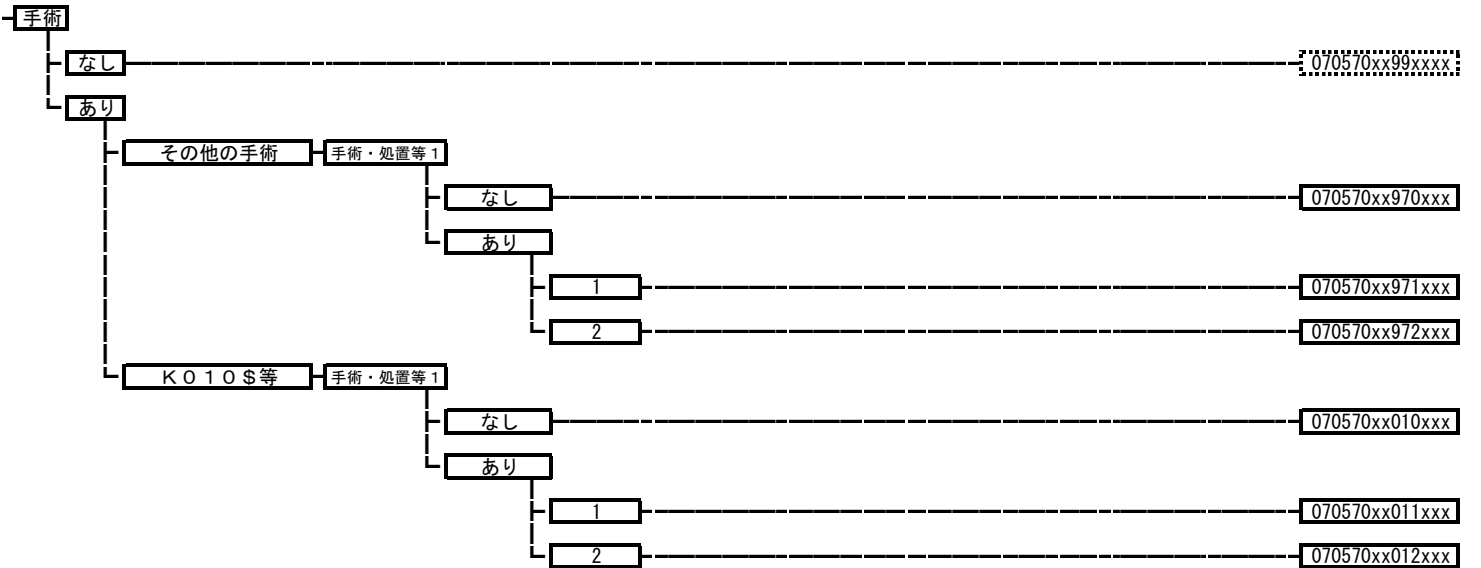 手術
なし 070570xx99xxxx
あり
その他の手術 手術・処置等1
なし 070570xx970xxx
あり
1 070570xx971xxx
2 070570xx972xxx
K010$等 手術・処置等1
なし 070570xx010xxx
あり
1 070570xx011xxx
2 070570xx012xxx